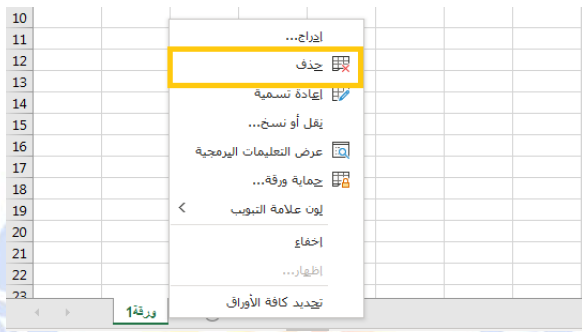 10
11
12
13
14
15
16
17
18
19
20
21
22
23
إدراج...
حذف
إعادة تسمية
نقل أو نسخ...
عرض التعليمات البرمجية
حماية ورقة...
لون علامة التبويب
إخفاء
إظهار...
تحديد كافة الأوراق
ورقة1